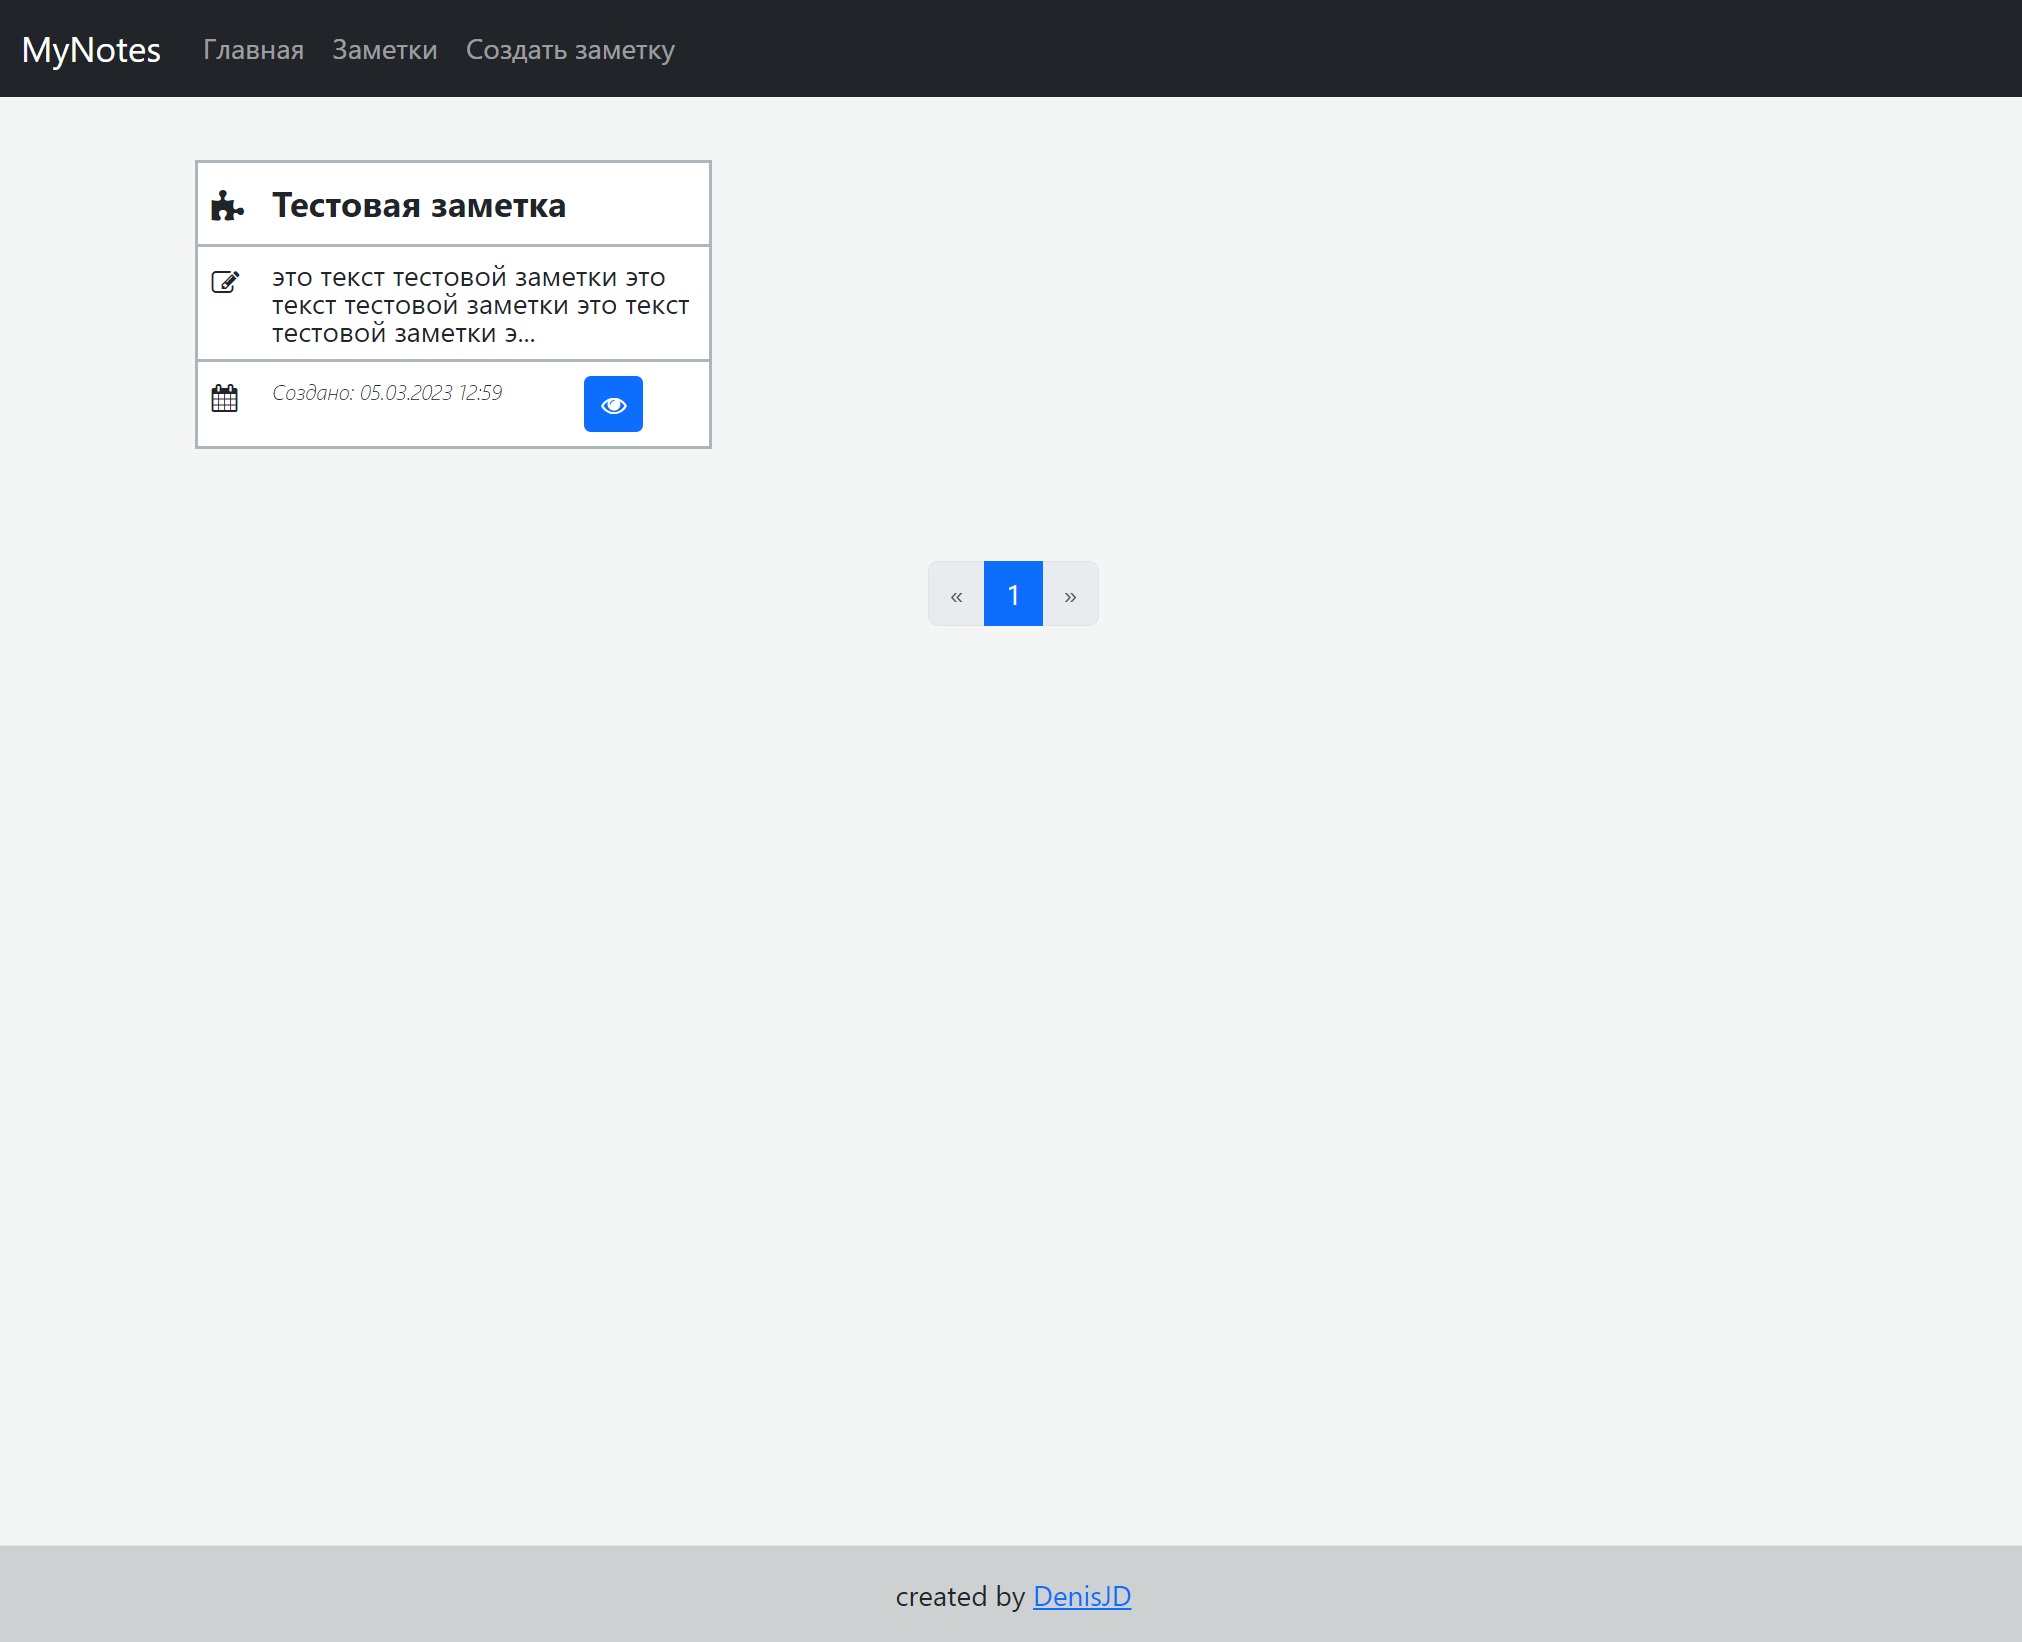 MyNotes Главная Заметки Создать заметку
Тестовая заметка
это текст тестовой заметки это
текст тестовой заметки это текст
тестовой заметки э...
Создано: 05.03.2023 12:59
« 1 »
created by DenisJD